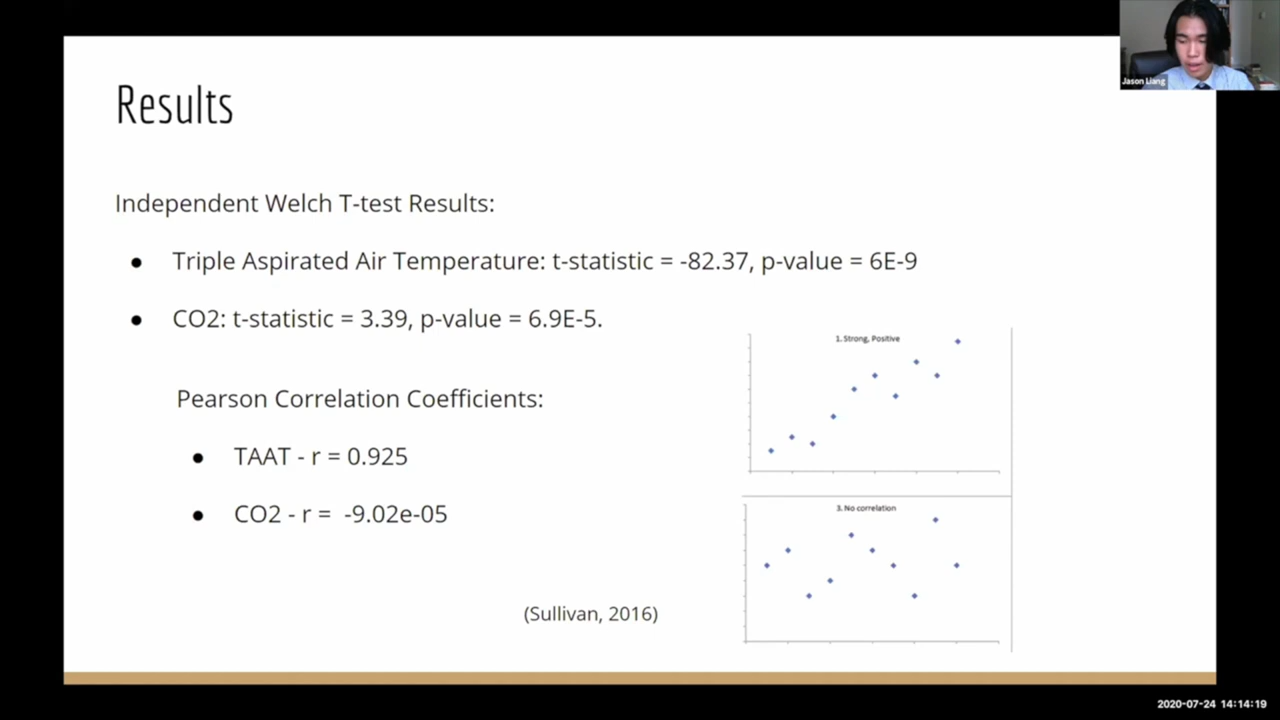 Jason Liang
Results
Independent Welch T-test Results:
● Triple Aspirated Air Temperature: t-statistic = -82.37, p-value = 6E-9
● CO2: t-statistic = 3.39, p-value = 6.9E-5.
1. Strong, Positive
Pearson Correlation Coefficients:
● TAAT - r = 0.925
● CO2 - r = -9.02e-05
3. No correlation
(Sullivan, 2016)
2020-07-24 14:14:19